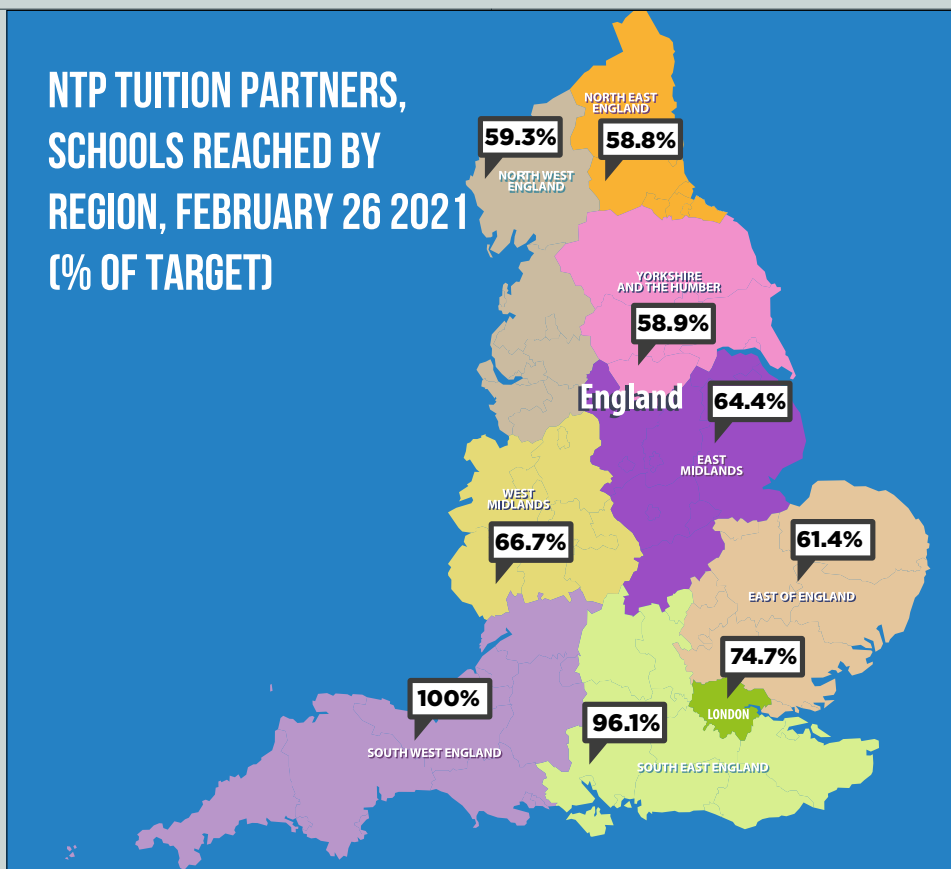 NTP TUITION PARTNERS,
SCHOOLS REACHED BY
REGION, FEBRUARY 26 2021
(% OF TARGET)
NORTH EAST
ENGLAND
59.3%
58.8%
NORTH WEST
ENGLAND
YORKSHIRE
AND THE HUMBER
58.9%
England
64.4%
EAST
MIDLANDS
WEST
MIDLANDS
66.7%
61.4%
EAST OF ENGLAND
74.7%
LONDON
100%
SOUTH WEST ENGLAND
96.1%
SOUTH EAST ENGLAND